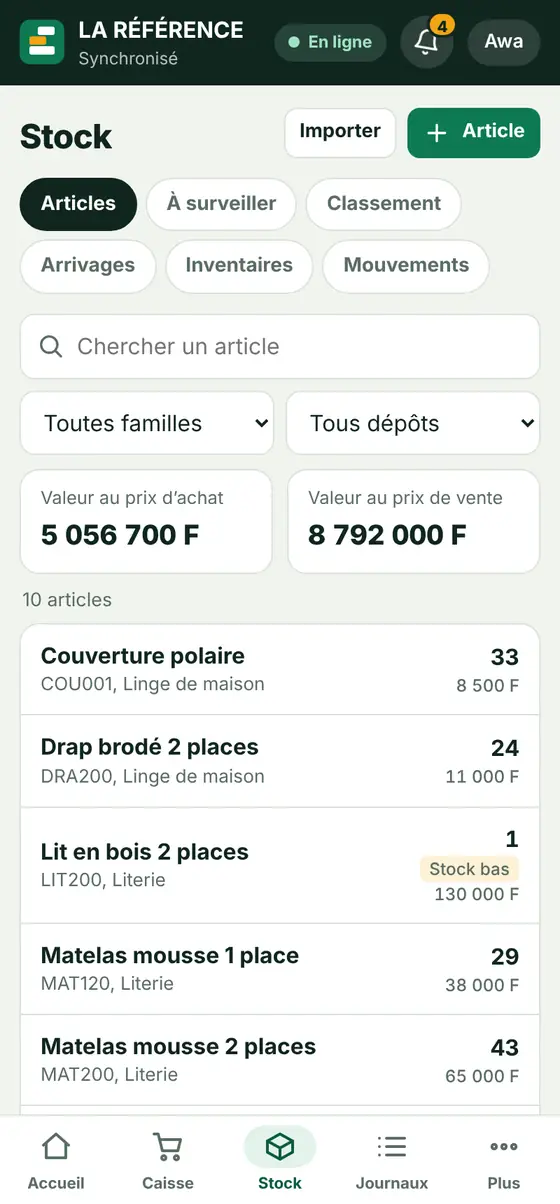 LA RÉFÉRENCE
Synchronisé
En ligne
4
Awa
Stock
Importer
+ Article
Articles
À surveiller
Classement
Arrivages
Inventaires
Mouvements
Chercher un article
Toutes familles
Tous dépôts
Valeur au prix d’achat
5 056 700 F
Valeur au prix de vente
8 792 000 F
10 articles
Couverture polaire
33
COU001, Linge de maison
8 500 F
Drap brodé 2 places
24
DRA200, Linge de maison
11 000 F
Lit en bois 2 places
1
LIT200, Literie
Stock bas
130 000 F
Matelas mousse 1 place
29
MAT120, Literie
38 000 F
Matelas mousse 2 places
43
MAT200, Literie
65 000 F
Accueil
Caisse
Stock
Journaux
Plus